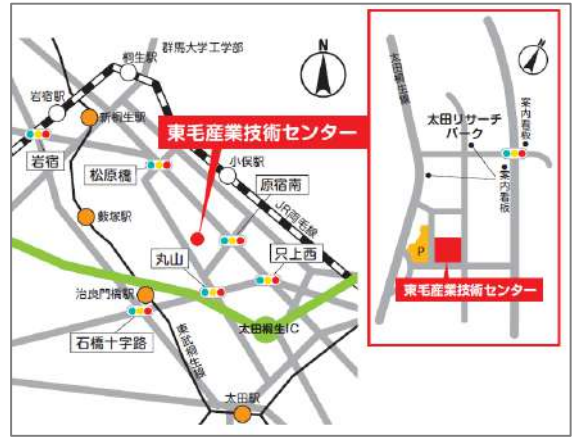 桐生駅
群馬大学工学部
N
岩宿駅
新桐生駅
東毛産業技術センター
岩宿
松原橋
小俣駅
原宿南
JR両毛線
藪塚駅
丸山
只上西
治良門橋駅
太田桐生IC
石橋十字路
東武桐生線
太田駅
N
太田桐生線
太田リサーチ
パーク
案内看板
案内看板
P
東毛産業技術センター